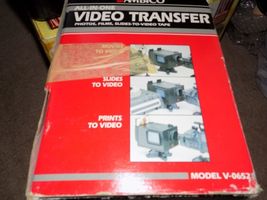 AMBICO
ALL-IN-ONE
VIDEO TRANSFER
PHOTOS, FILMS, SLIDES-TO-VIDEO TAPE
MOVIES
TO VIDEO
SLIDES
TO VIDEO
PRINTS
TO VIDEO
MODEL V-0652